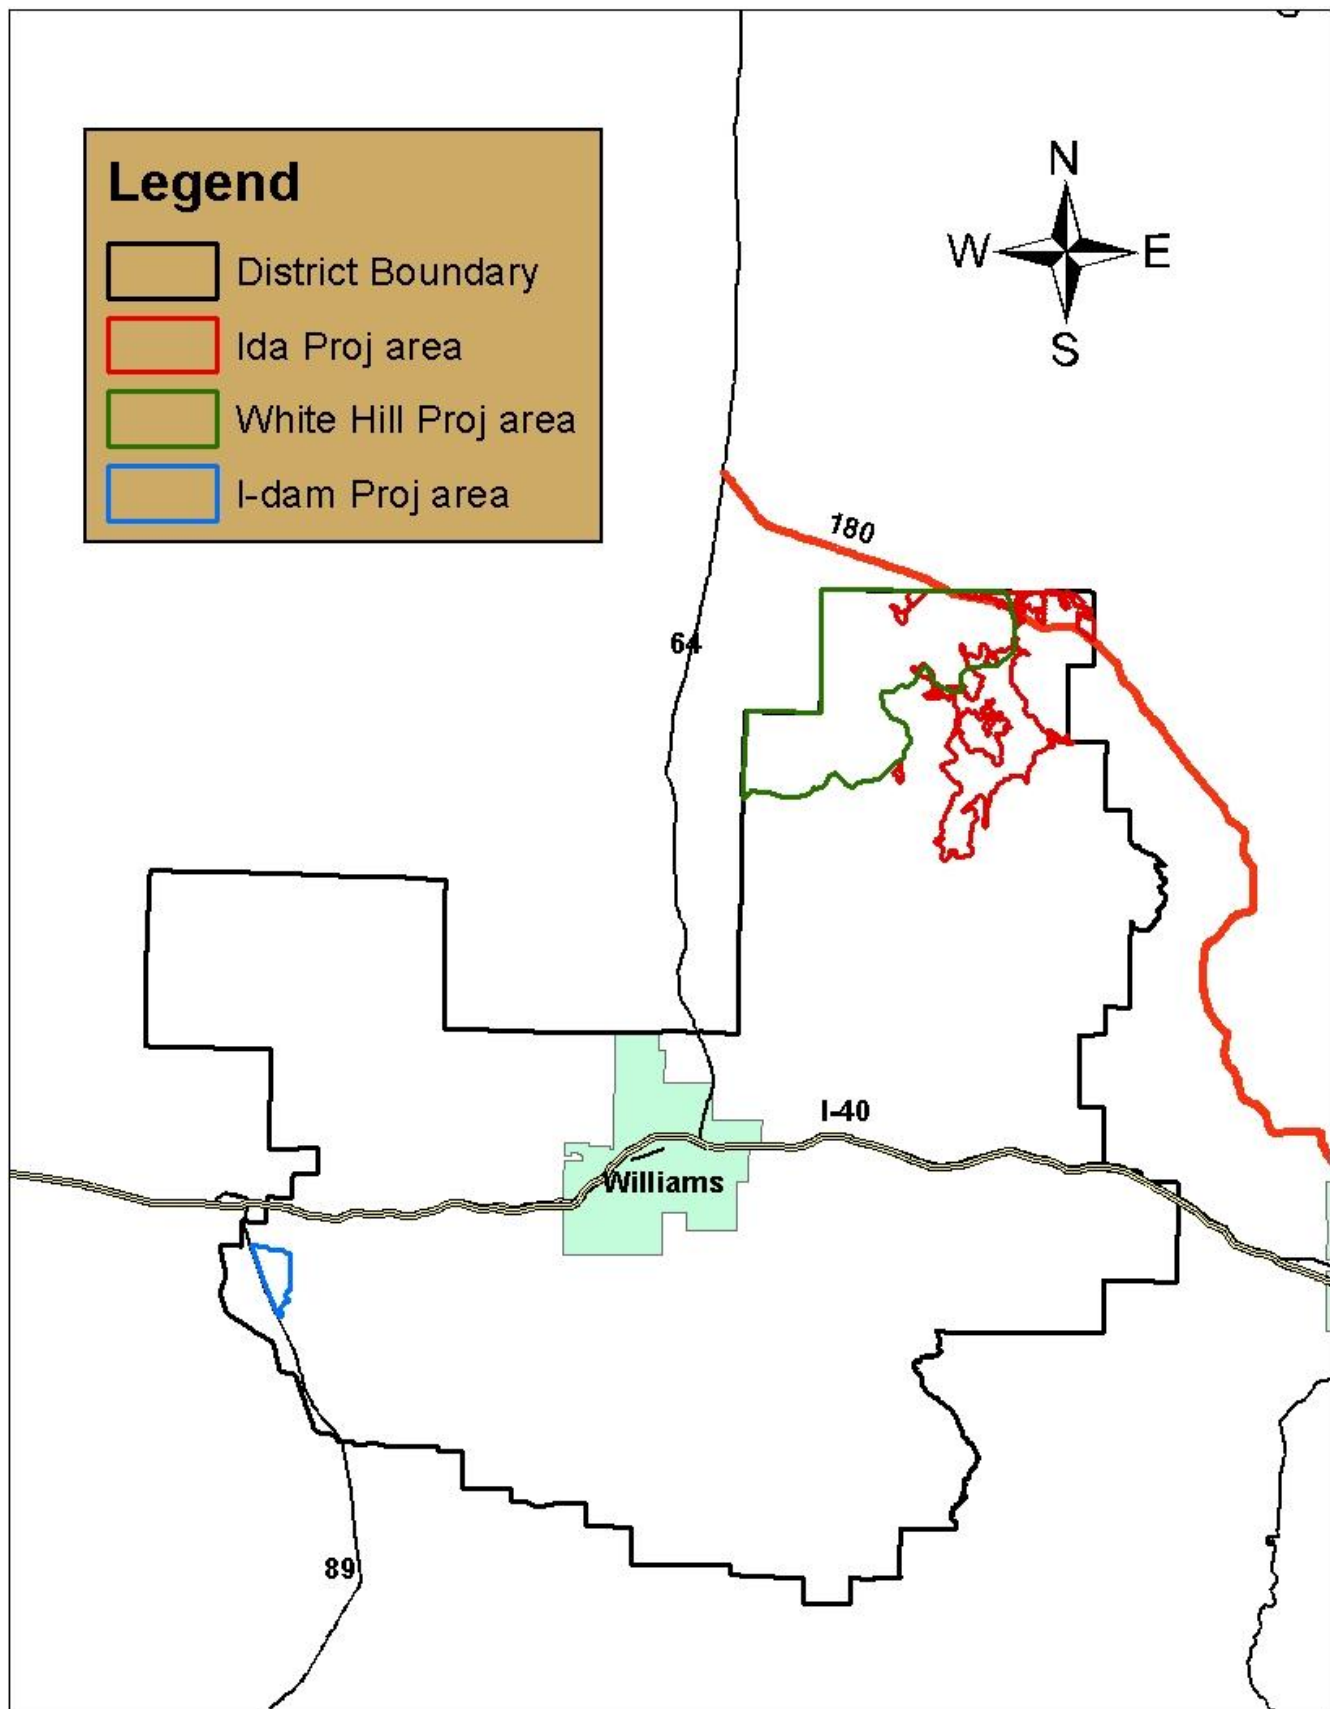 Legend
District Boundary
Ida Proj area
White Hill Proj area
I-dam Proj area
N
W
E
S
180
64
I-40
Williams
89